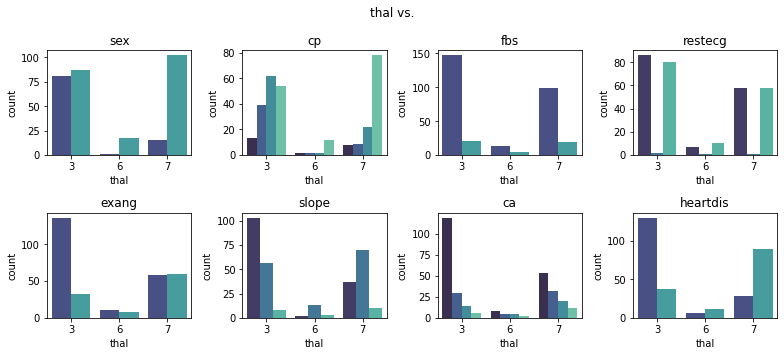 thal vs.
sex
cp
fbs
restecg
count
100
75
50
25
0
3
6
7
thal
count
80
60
40
20
0
3
6
7
thal
count
150
100
50
0
3
6
7
thal
count
80
60
40
20
0
3
6
7
thal
exang
slope
ca
heartdis
count
100
50
0
3
6
7
thal
count
100
75
50
25
0
3
6
7
thal
count
100
75
50
25
0
3
6
7
thal
count
100
50
0
3
6
7
thal